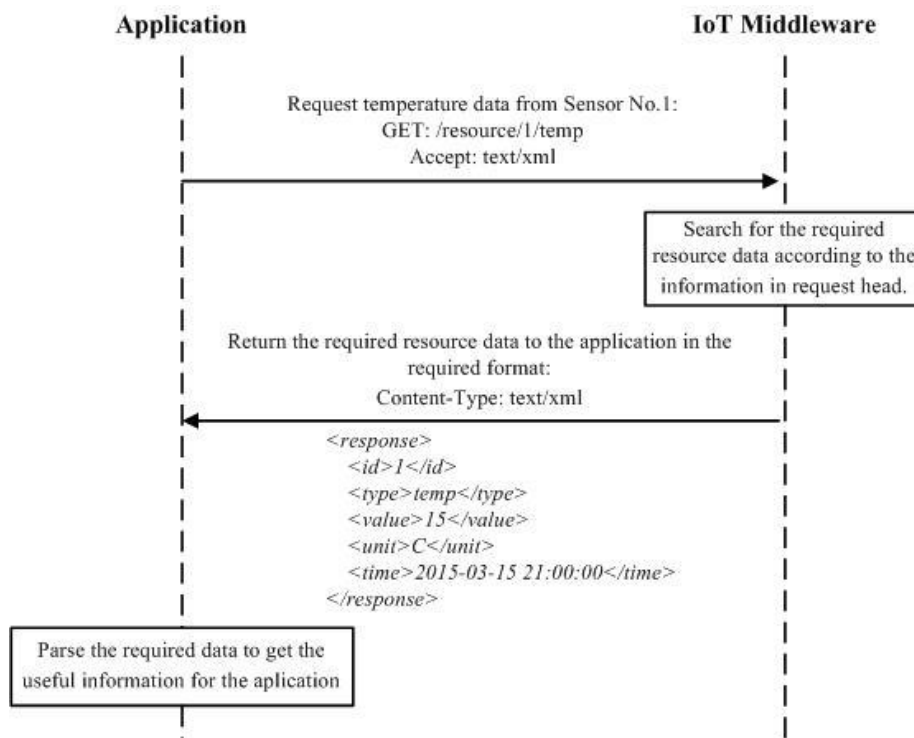 Application
IoT Middleware
Request temperature data from Sensor No.1:
GET: /resource/1/temp
Accept: text/xml
Search for the required
resource data according to the
information in request head.
Return the required resource data to the application in the
required format:
Content-Type: text/xml
<response>
<id>1</id>
<type>temp</type>
<value>15</value>
<unit>C</unit>
<time>2015-03-15 21:00:00</time>
</response>
Parse the required data to get the
useful information for the aplication